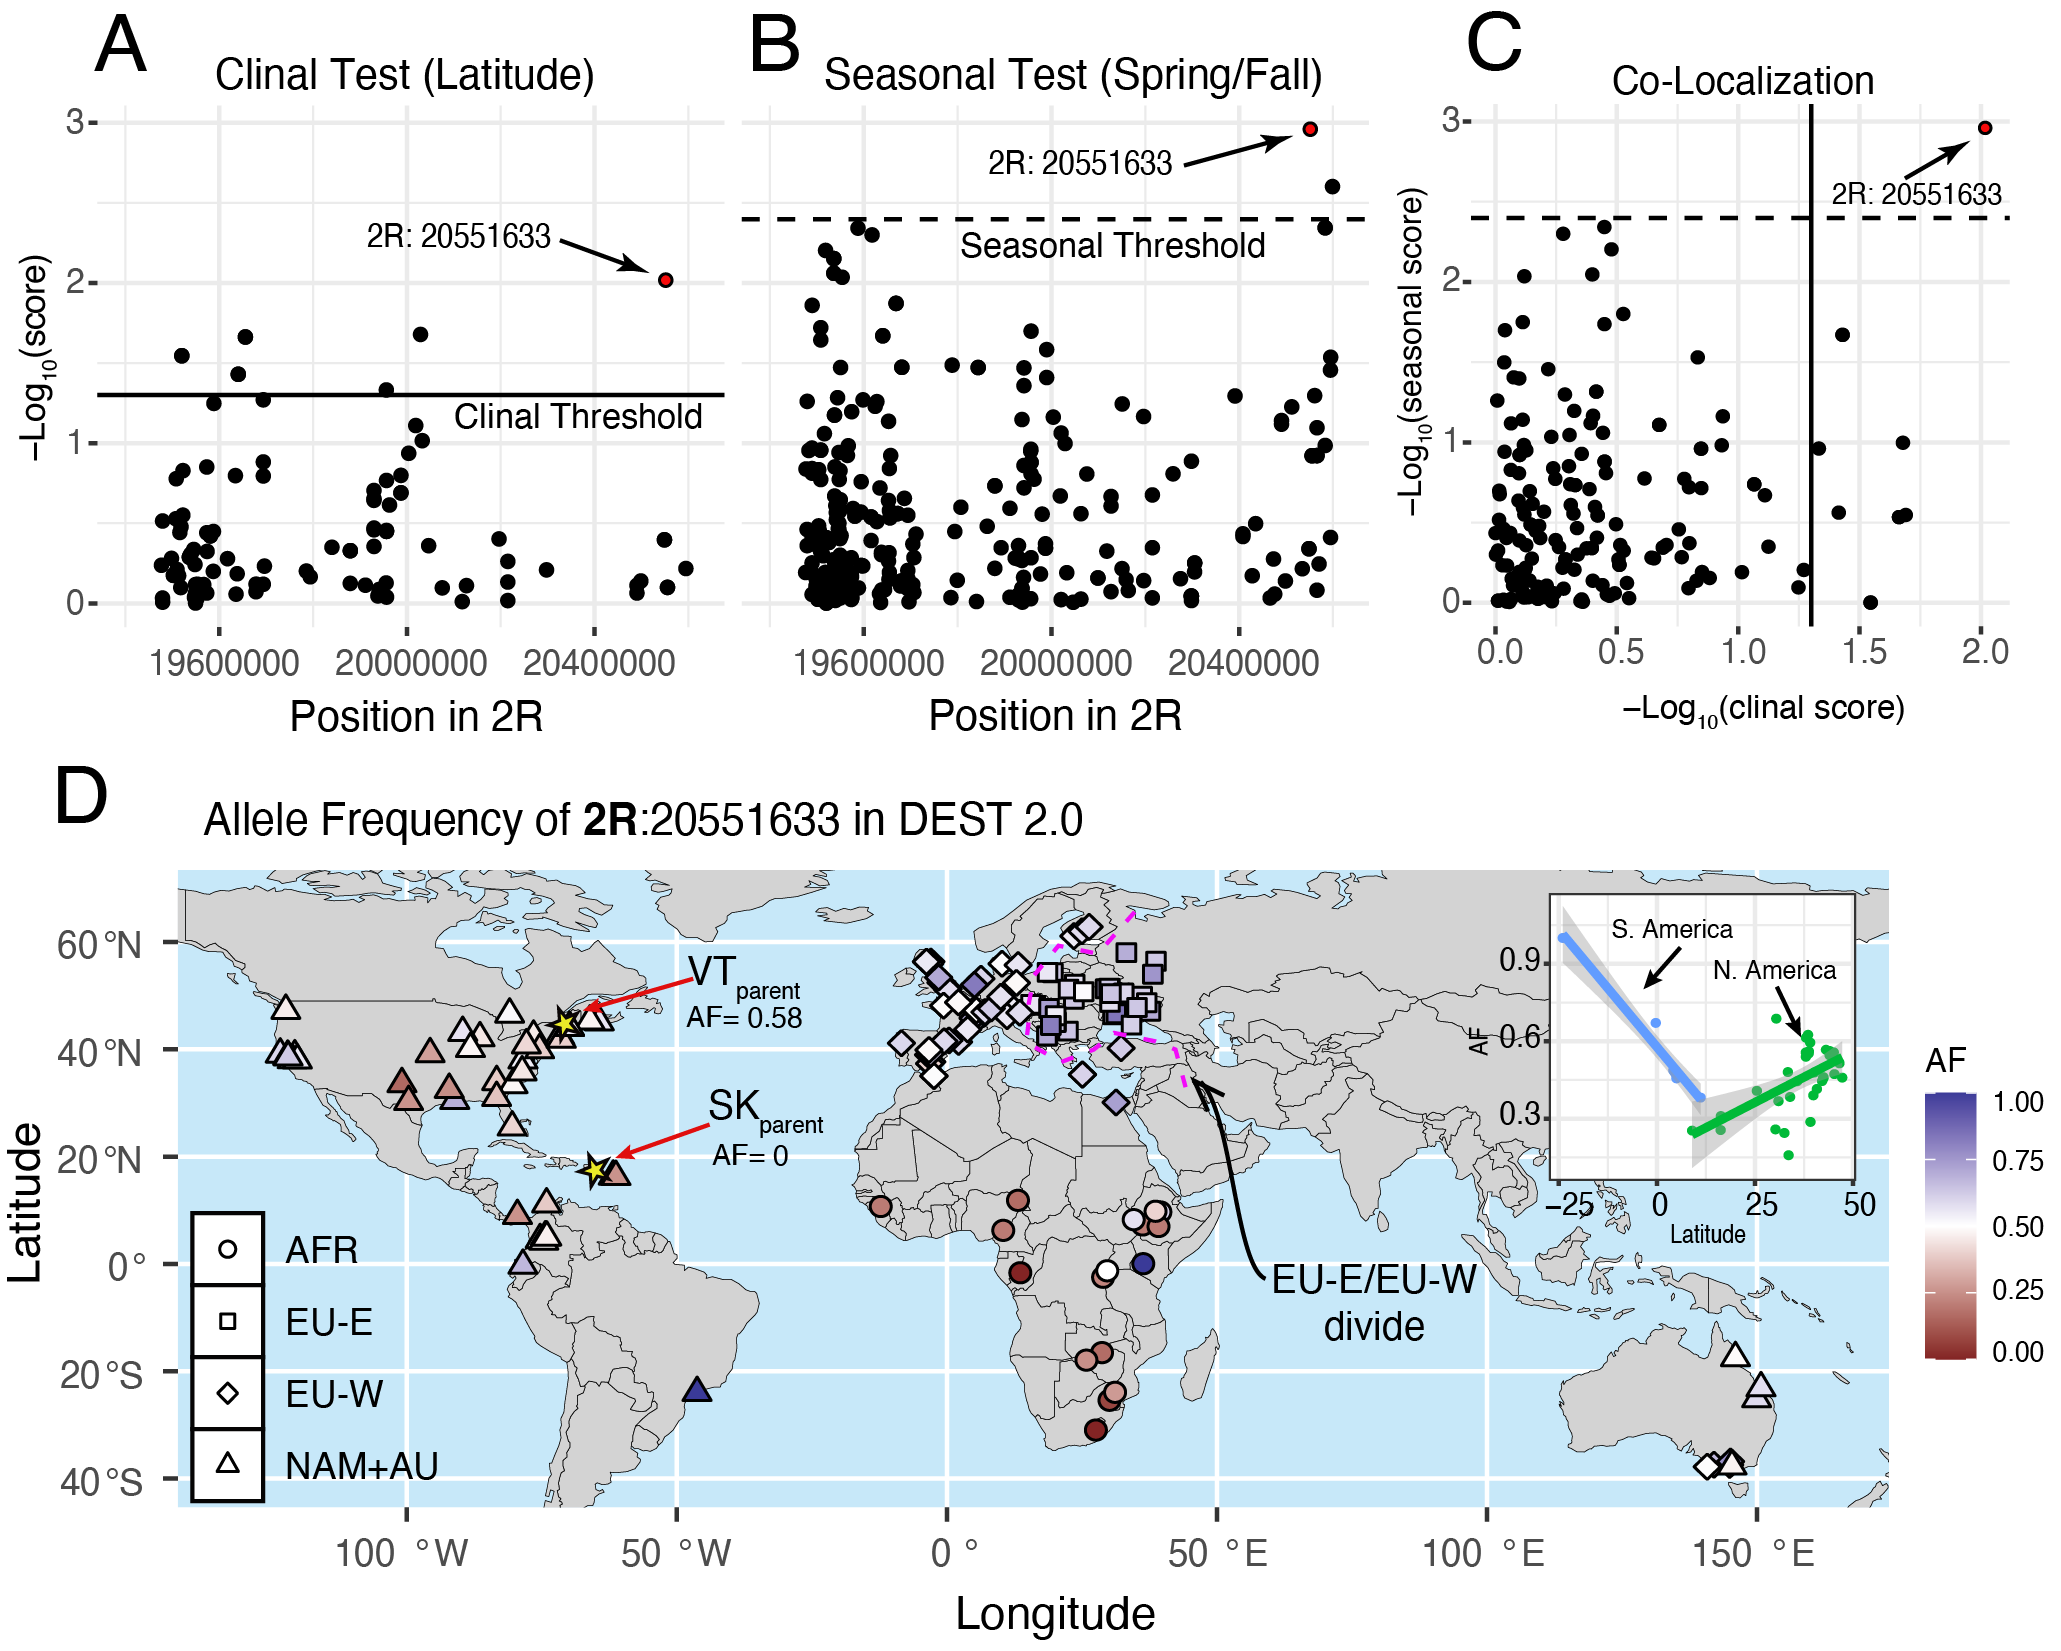 A
Clinal Test (Latitude)
−Log10(score)
3
2
1
0
2R: 20551633
Clinal Threshold
19600000 20000000 20400000
Position in 2R
B
Seasonal Test (Spring/Fall)
2R: 20551633
Seasonal Threshold
19600000 20000000 20400000
Position in 2R
C
Co-Localization
−Log10(seasonal score)
3
2
1
0
2R: 20551633
0.0 0.5 1.0 1.5 2.0
−Log10(clinal score)
D
Allele Frequency of 2R:20551633 in DEST 2.0
Latitude
60 °N
40 °N
20 °N
0 °
20 °S
40 °S
VTparent
AF= 0.58
SKparent
AF= 0
AFR
EU-E
EU-W
NAM+AU
EU-E/EU-W
divide
S. America
N. America
AF
0.9
0.6
0.3
−25 0 25 50
Latitude
AF
1.00
0.75
0.50
0.25
0.00
100 °W 50 °W 0 ° 50 °E 100 °E 150 °E
Longitude